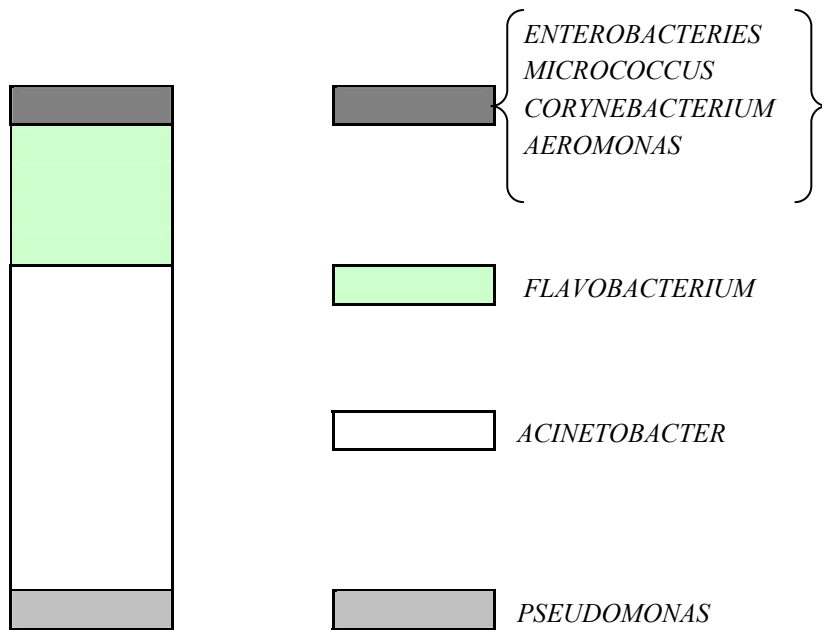 ENTEROBACTERIES
MICROCOCCUS
CORYNEBACTERIUM
AEROMONAS
FLAVOBACTERIUM
ACINETOBACTER
PSEUDOMONAS